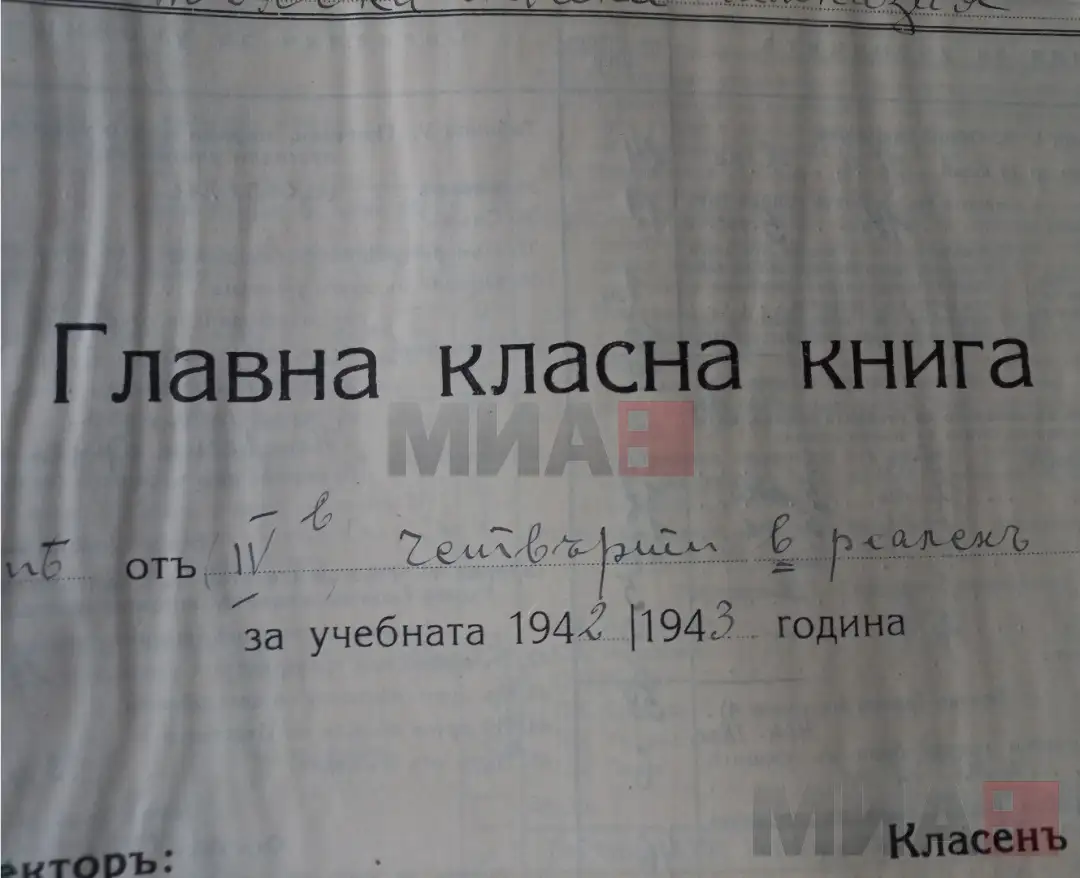 Главна класна книга
МИА
отъ IV в четвърти в реаленъ
за учебната 1942 | 1943 година
МИА
Класенъ
екторъ: